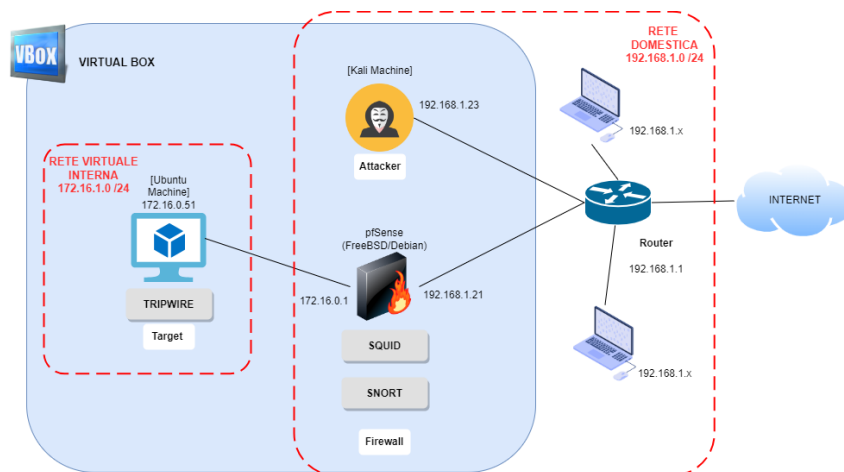 VBox
VIRTUAL BOX
RETE
DOMESTICA
192.168.1.0 /24
[Kali Machine]
192.168.1.23
Attacker
192.168.1.x
RETE VIRTUALE
INTERNA
172.16.1.0 /24
[Ubuntu
Machine]
172.16.0.51
TRIPWIRE
Target
pfSense
(FreeBSD/Debian)
172.16.0.1
192.168.1.21
SQUID
SNORT
Firewall
Router
192.168.1.1
INTERNET
192.168.1.x